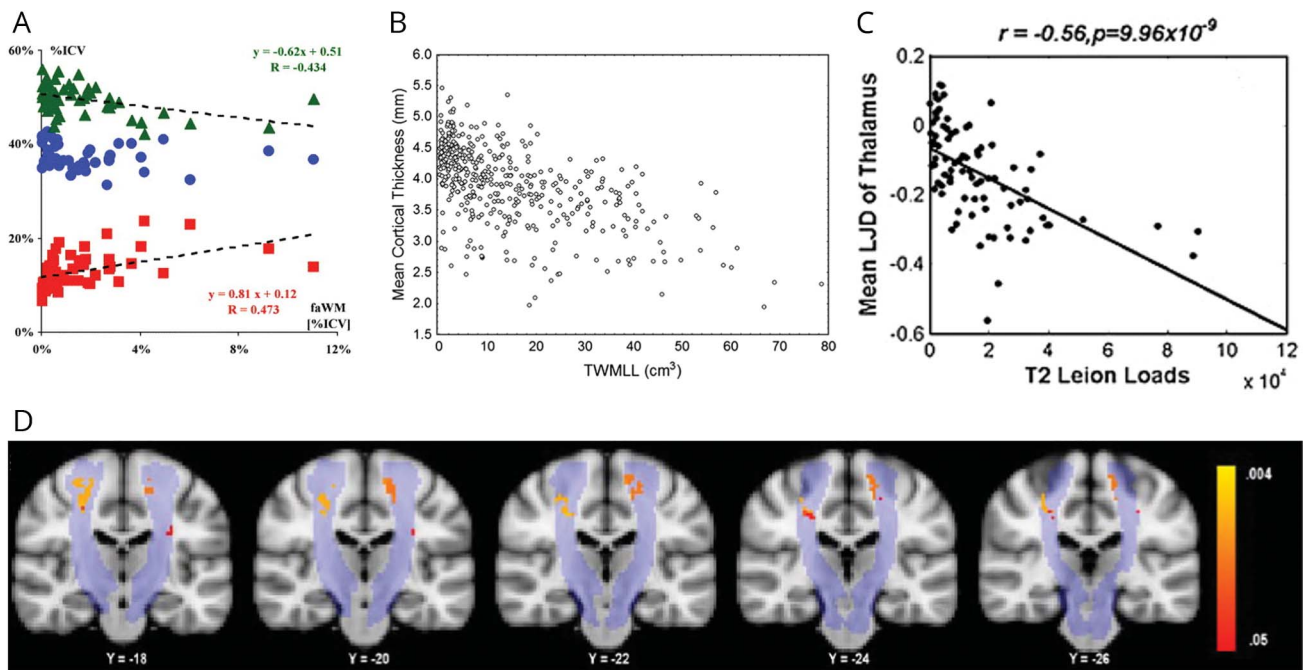 A
60%
%ICV
y = -0.62x + 0.51
R = -0.434
40%
20%
y = 0.81 x + 0.12
R = 0.473
faWM
[%ICV]
0%
0%
4%
8%
12%
B
Mean Cortical Thickness (mm)
6.0
5.5
5.0
4.5
4.0
3.5
3.0
2.5
2.0
1.5
0
10
20
30
40
50
60
70
80
TWMLL (cm³)
C
r = -0.56,p=9.96x10⁻⁹
Mean LJD of Thalamus
0.2
0
-0.2
-0.4
-0.6
0
2
4
6
8
10
12
T2 Leion Loads
x 10⁴
D
.004
.05
Y = -18
Y = -20
Y = -22
Y = -24
Y = -26